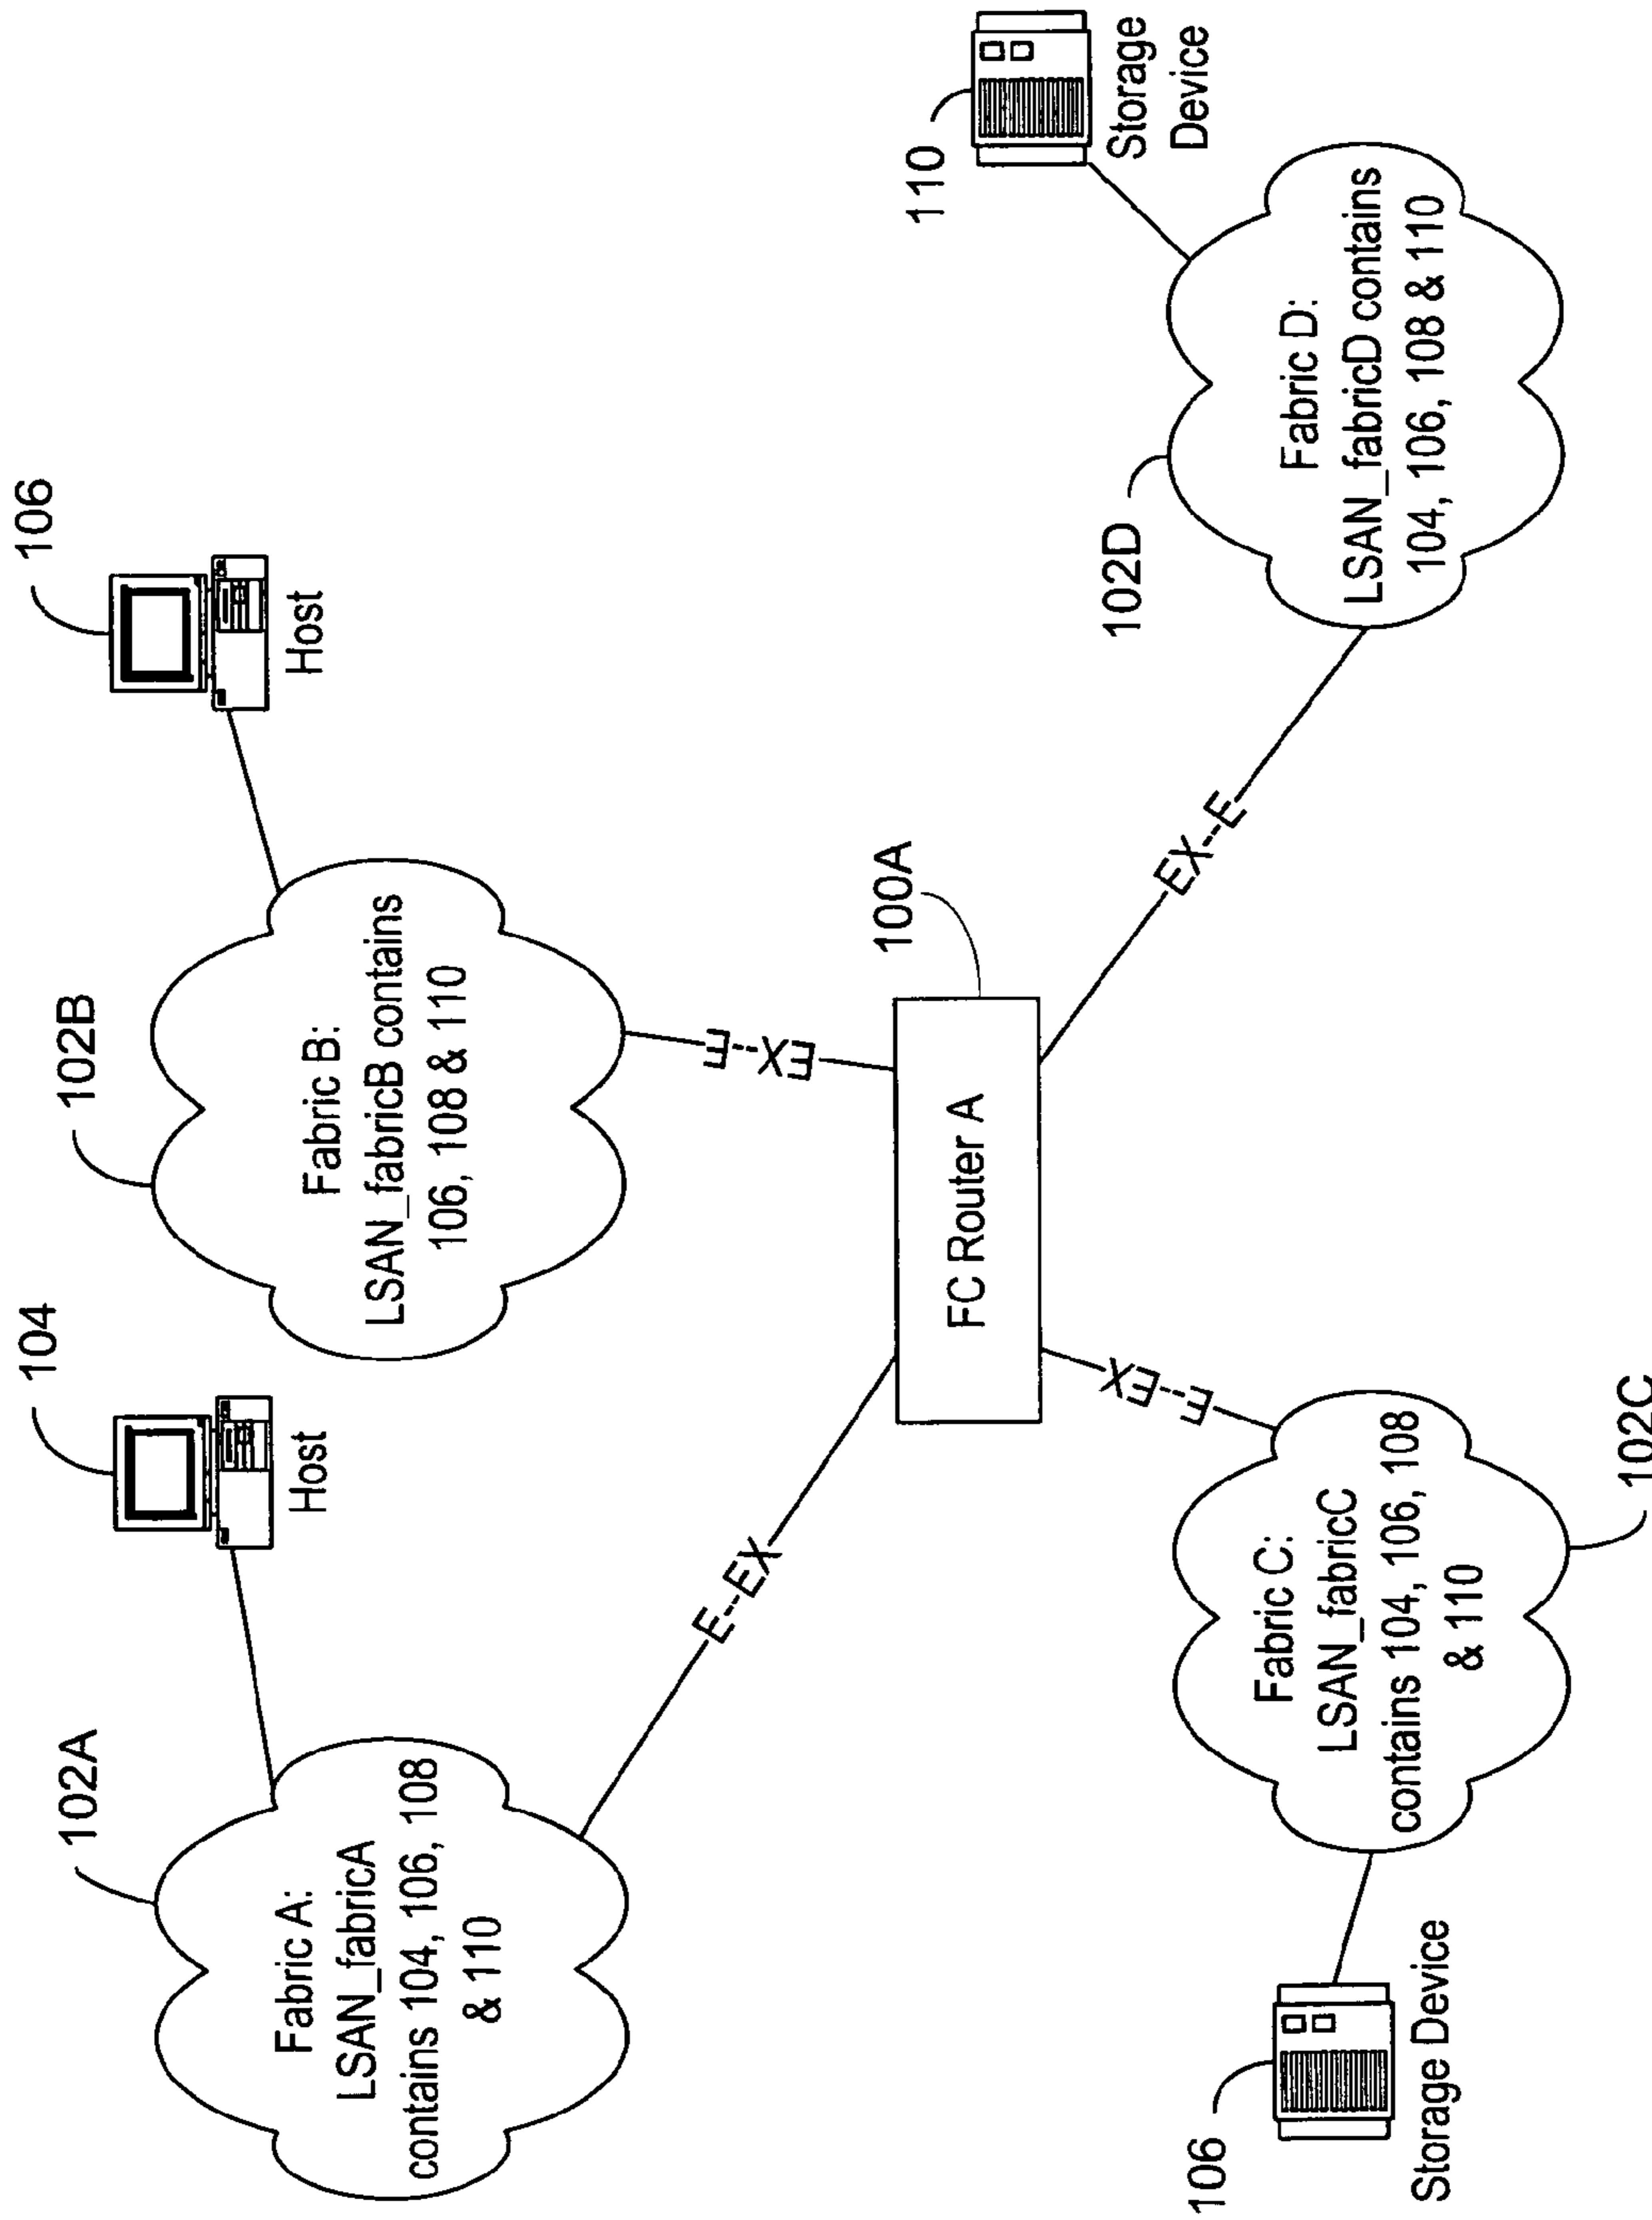 104
Host
106
Host
102A
Fabric A:
LSAN_fabricA
contains 104, 106, 108
& 110
102B
Fabric B:
LSAN_fabricB contains
106, 108 & 110
E--EX
E--EX
FC Router A
100A
E--EX
EX--E
106
Storage Device
Fabric C:
LSAN_fabricC
contains 104, 106, 108
& 110
102C
102D
Fabric D:
LSAN_fabricD contains
104, 106, 108 & 110
110
Storage
Device